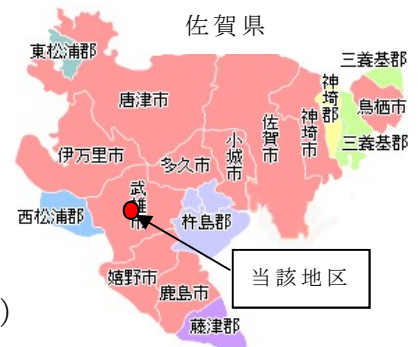 佐賀県
東松浦郡
三養基郡
神埼郡
鳥栖市
唐津市
佐賀市
神埼市
三養基郡
小城市
伊万里市
多久市
武雄市
西松浦郡
杵島郡
当該地区
嬉野市
鹿島市
)
藤津郡